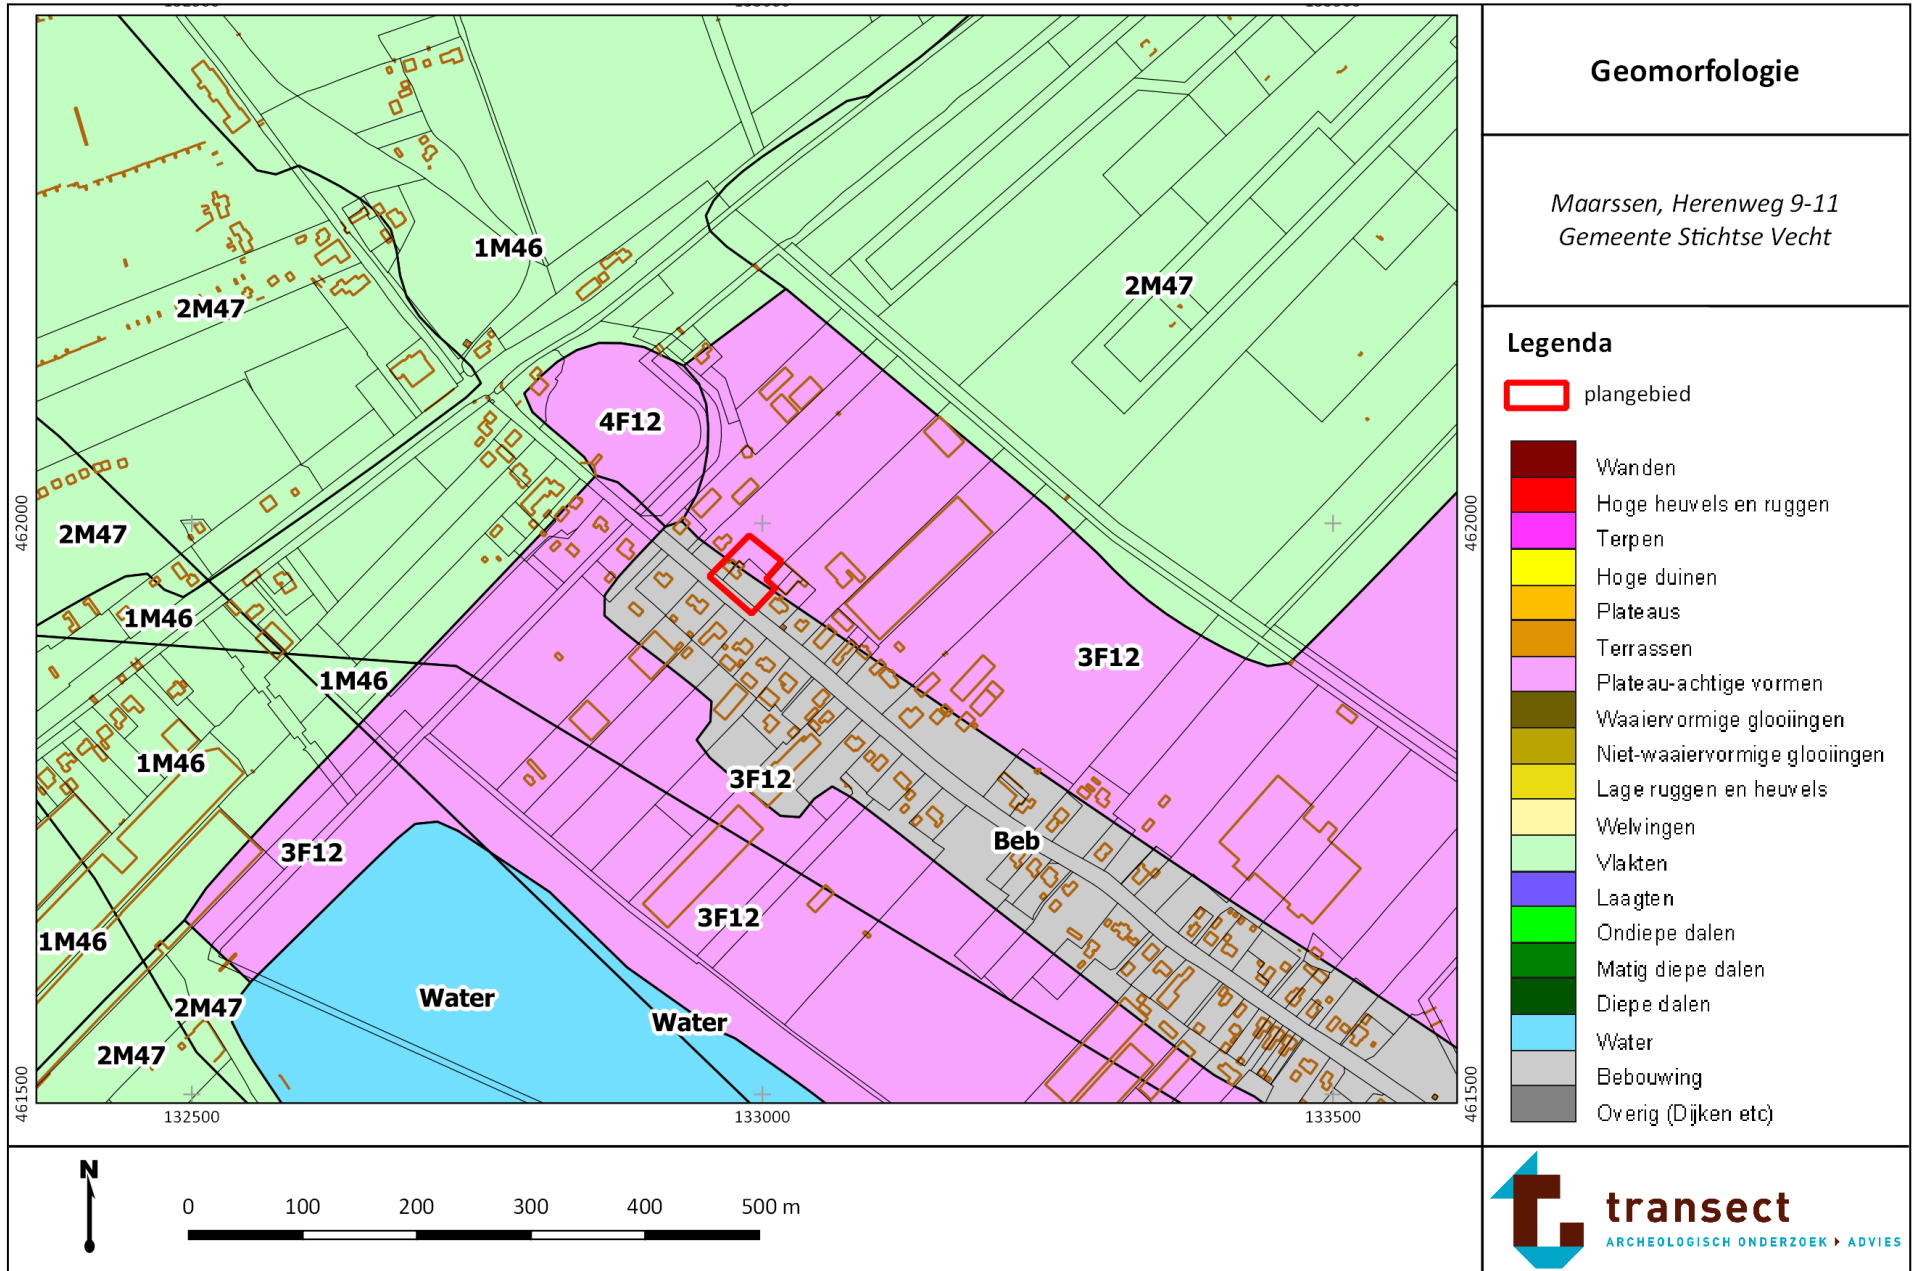 Geomorfologie
Maarssen, Herenweg 9-11
Gemeente Stichtse Vecht
Legenda
plangebied
Wanden
Hoge heuvels en ruggen
Terpen
Hoge duinen
Plateaus
Terrassen
Plateau-achtige vormen
Waaiervormige glooiingen
Niet-waaiervormige glooiingen
Lage ruggen en heuvels
Welvingen
Vlakten
Laagten
Ondiepe dalen
Matig diepe dalen
Diepe dalen
Water
Bebouwing
Overig (Dijken etc)
1M46
2M47
2M47
4F12
462000
462000
2M47
1M46
3F12
1M46
1M46
3F12
Beb
3F12
3F12
1M46
Water
2M47
Water
2M47
461500
461500
132500
133000
133500
N
0 100 200 300 400 500 m
transect
ARCHEOLOGISCH ONDERZOEK ADVIES